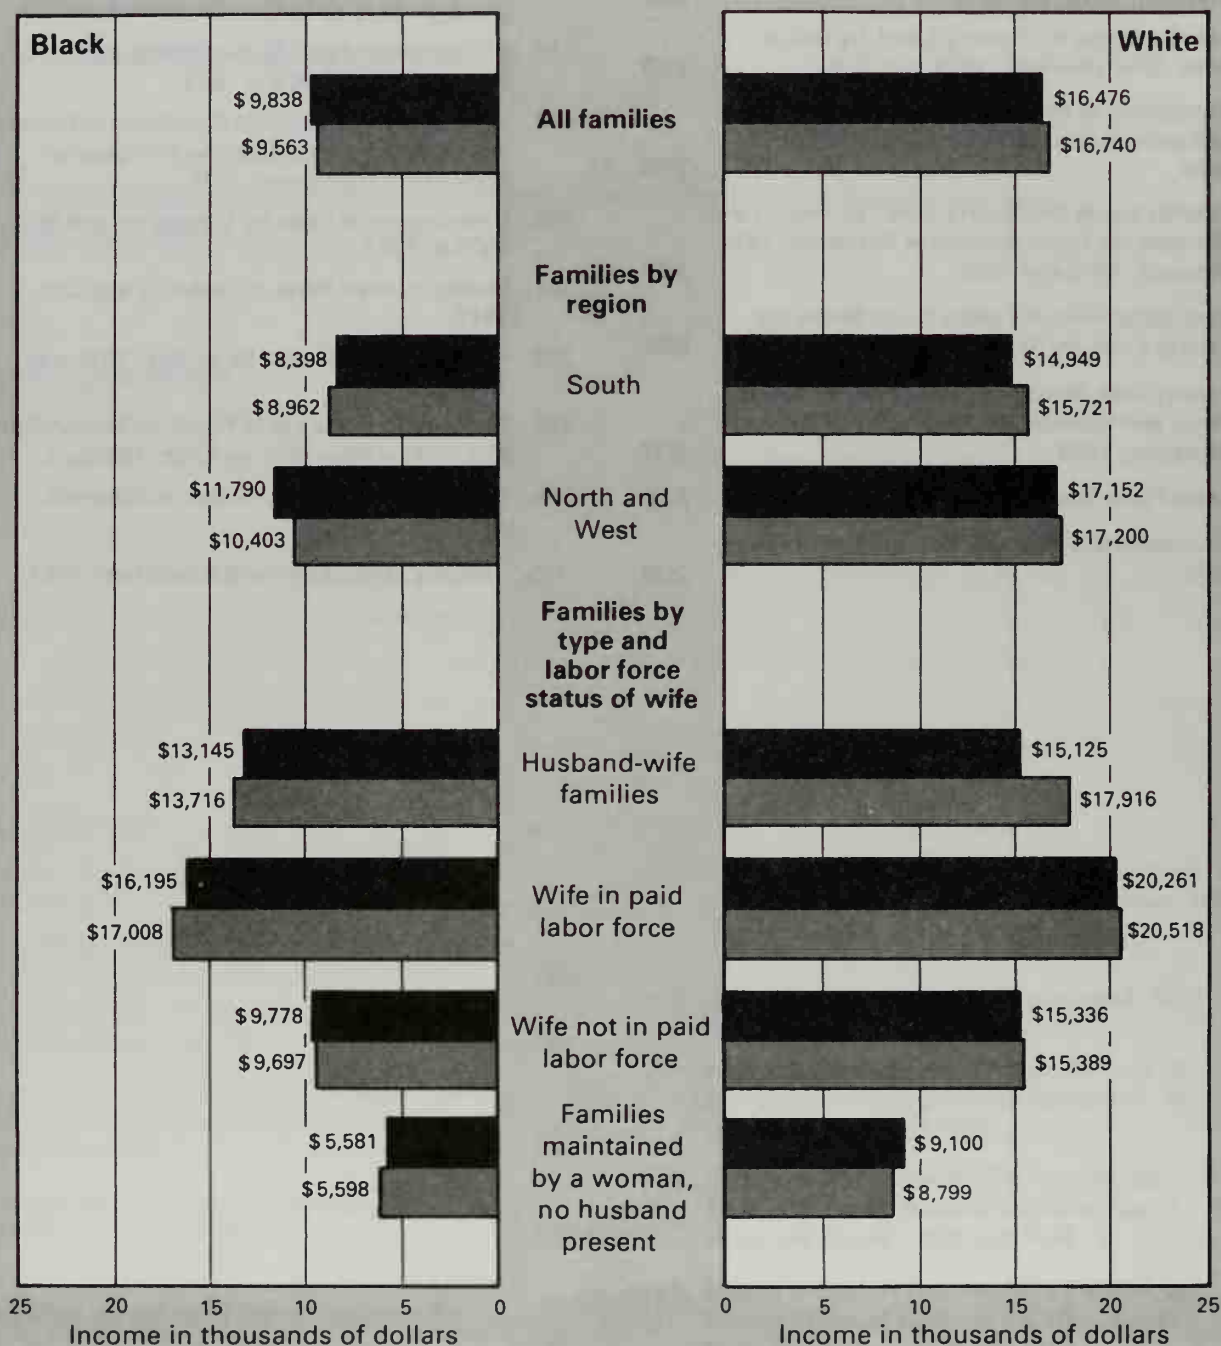 Black
White
$ 9,838
$ 9,563
All families
$16,476
$16,740
Families by
region
$ 8,398
$ 8,962
South
$14,949
$15,721
$11,790
$10,403
North and
West
$17,152
$17,200
Families by
type and
labor force
status of wife
$13,145
$13,716
Husband-wife
families
$15,125
$17,916
$16,195
$17,008
Wife in paid
labor force
$20,261
$20,518
$ 9,778
$ 9,697
Wife not in paid
labor force
$15,336
$15,389
$ 5,581
$ 5,598
Families
maintained
by a woman,
no husband
present
$ 9,100
$ 8,799
25 20 15 10 5 0
Income in thousands of dollars
0 5 10 15 20 25
Income in thousands of dollars